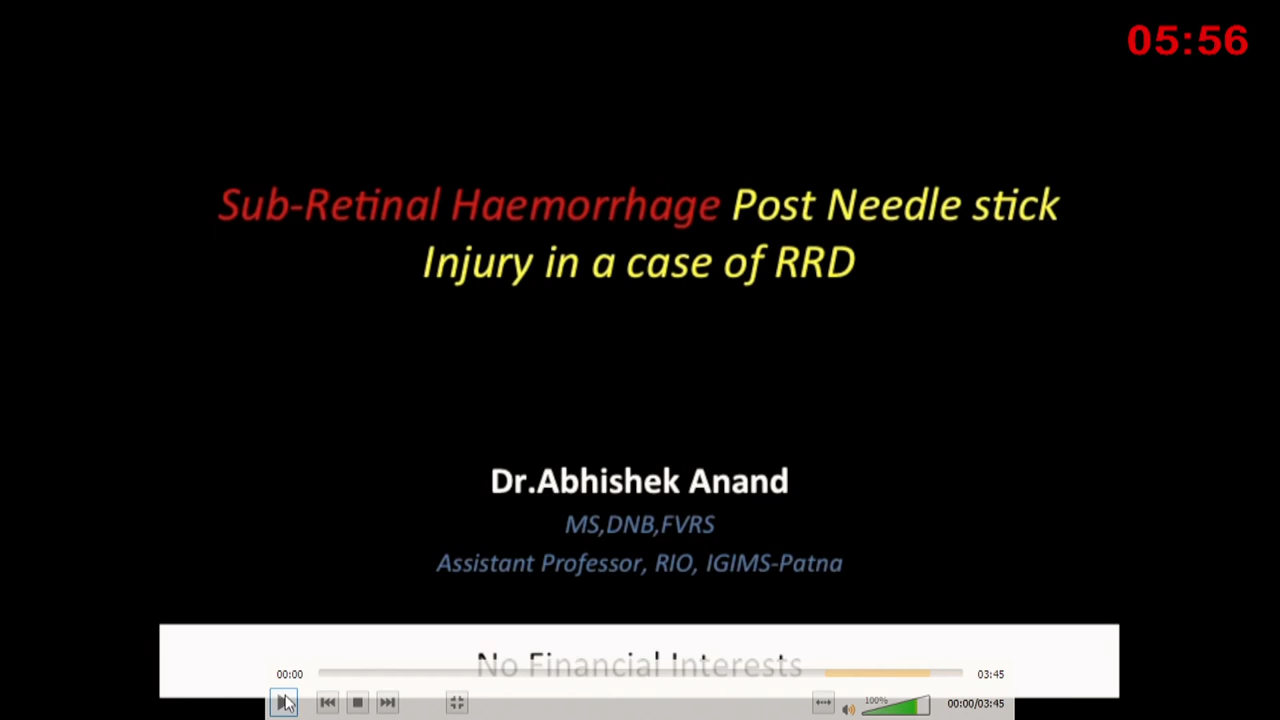 05:56
Sub-Retinal Haemorrhage Post Needle stick
Injury in a case of RRD
Dr.Abhishek Anand
MS,DNB,FVRS
Assistant Professor, RIO, IGIMS-Patna
No Financial Interests
00:00
03:45
100%
00:00/03:45